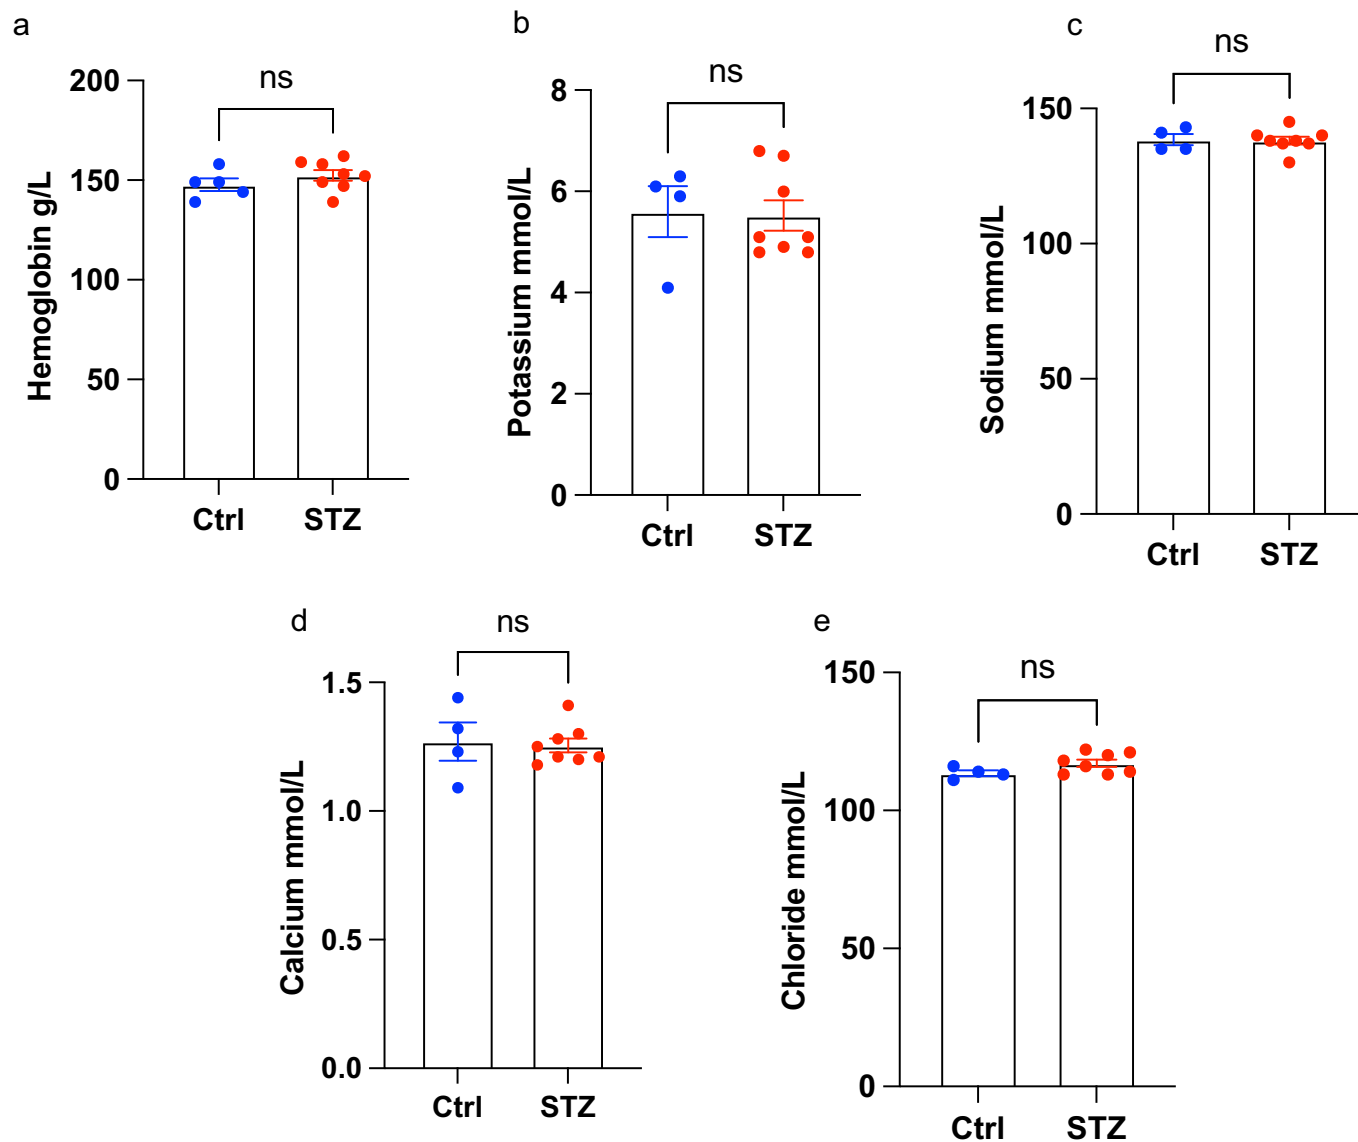 a
ns
Hemoglobin g/L
200
150
100
50
0
Ctrl STZ
b
ns
Potassium mmol/L
8
6
4
2
0
Ctrl STZ
c
ns
Sodium mmol/L
150
100
50
0
Ctrl STZ
d
ns
Calcium mmol/L
1.5
1.0
0.5
0.0
Ctrl STZ
e
ns
Chloride mmol/L
150
100
50
0
Ctrl STZ